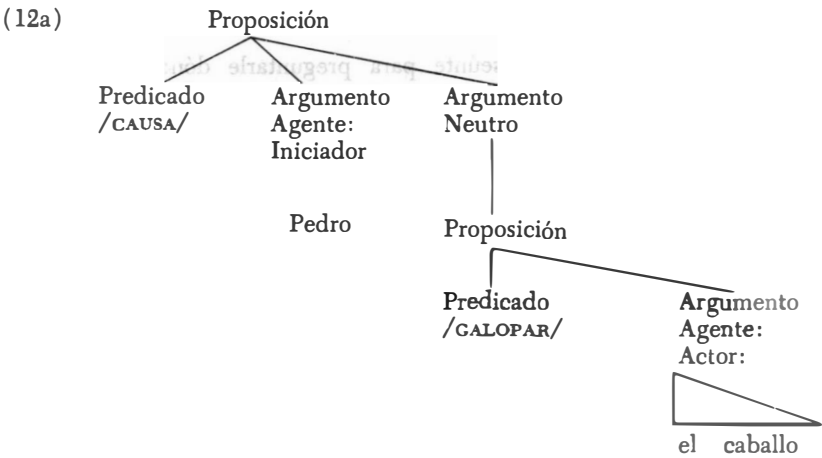 (12a)
Proposición
Predicado Argumento Argumento
/CAUSA/ Agente: Neutro
Iniciador
Pedro Proposición
Predicado Argumento
/GALOPAR/ Agente:
Actor:
el caballo